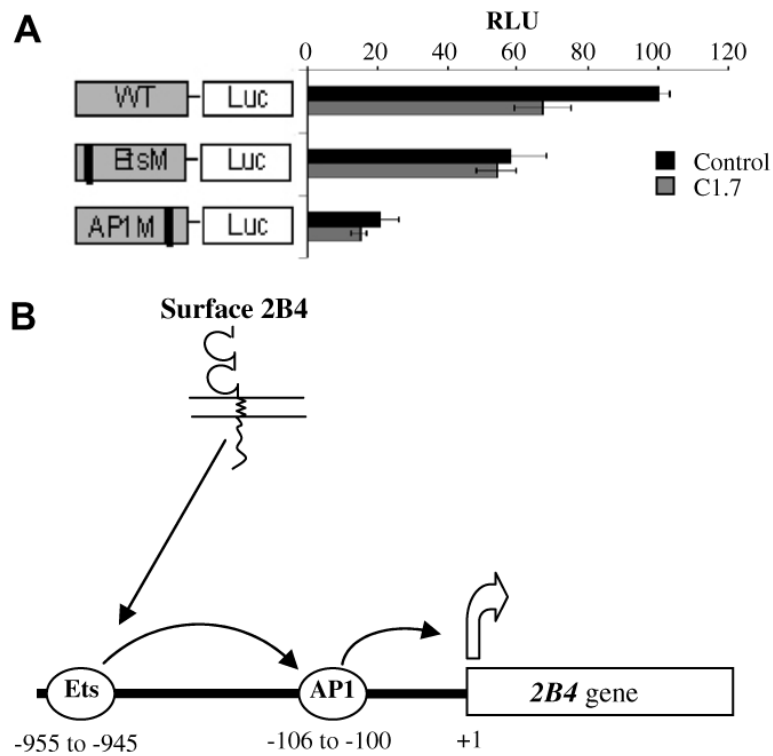 A
RLU
0 20 40 60 80 100 120
WT Luc
EtsM Luc
AP1M Luc
Control
C1.7
B
Surface 2B4
Ets AP1 2B4 gene
-955 to -945 -106 to -100 +1